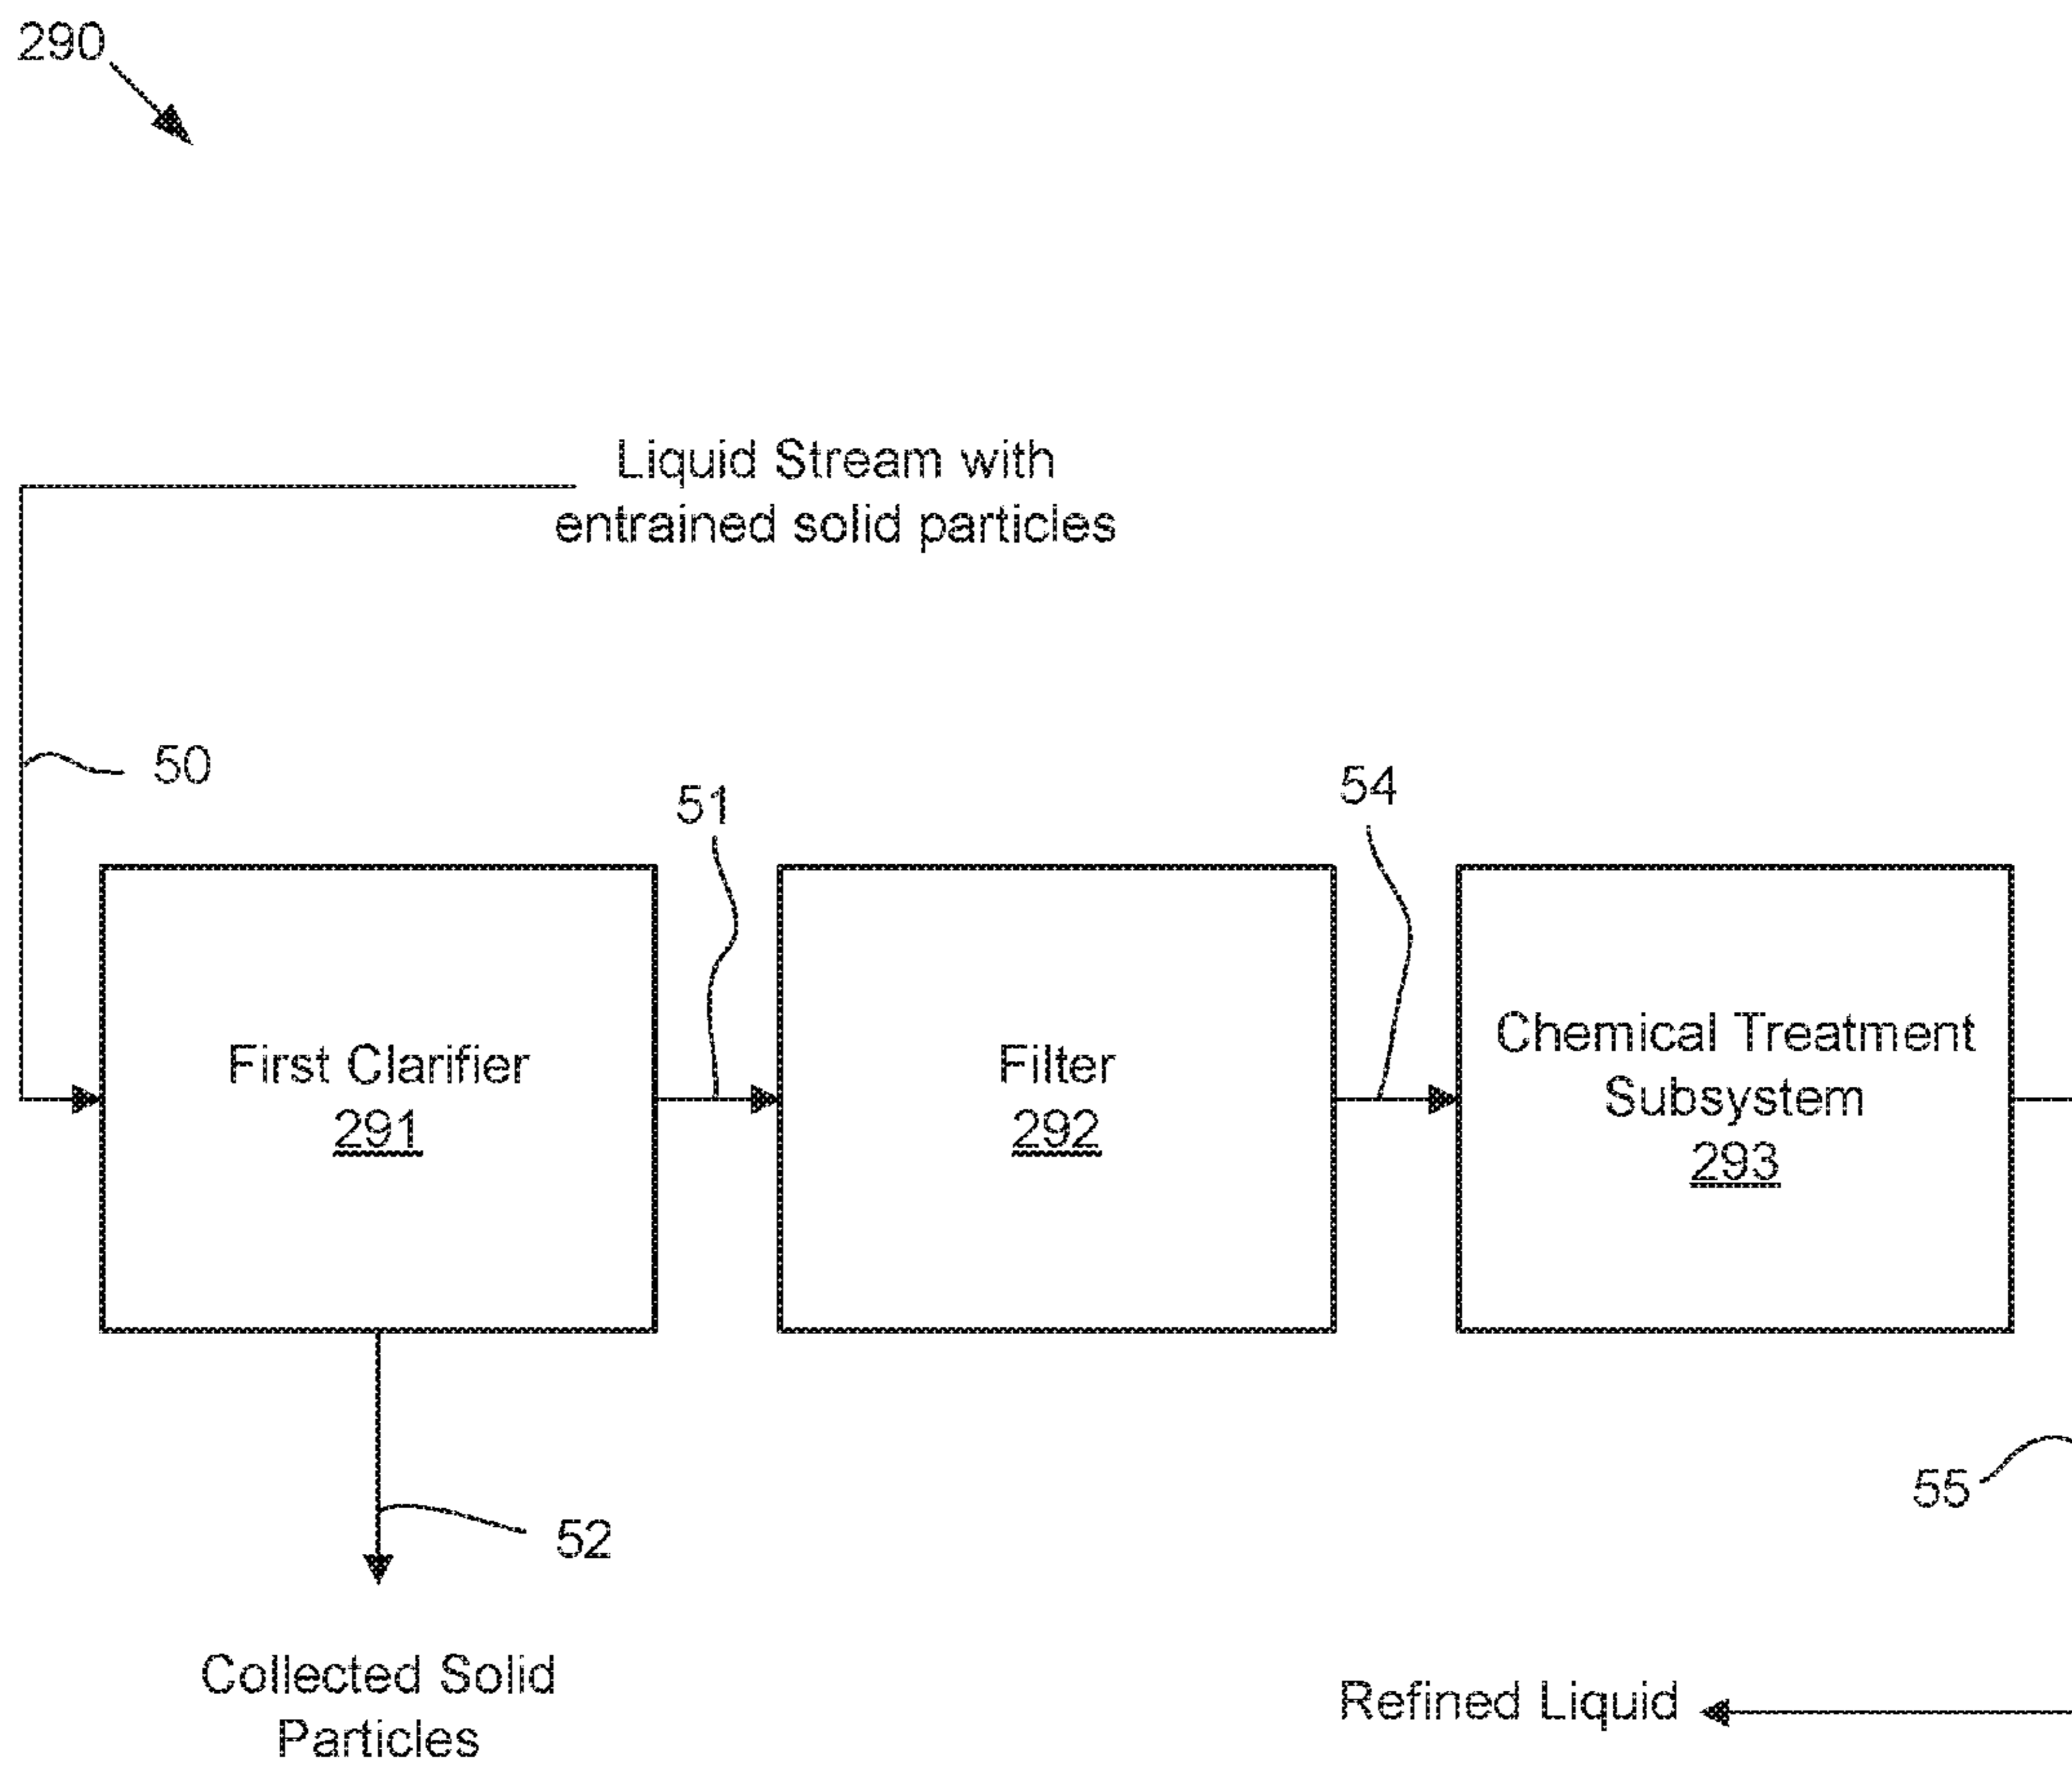 290
Liquid Stream with
entrained solid particles
50
51
54
First Clarifier
291
Filter
292
Chemical Treatment
Subsystem
293
55
52
Collected Solid
Particles
Refined Liquid